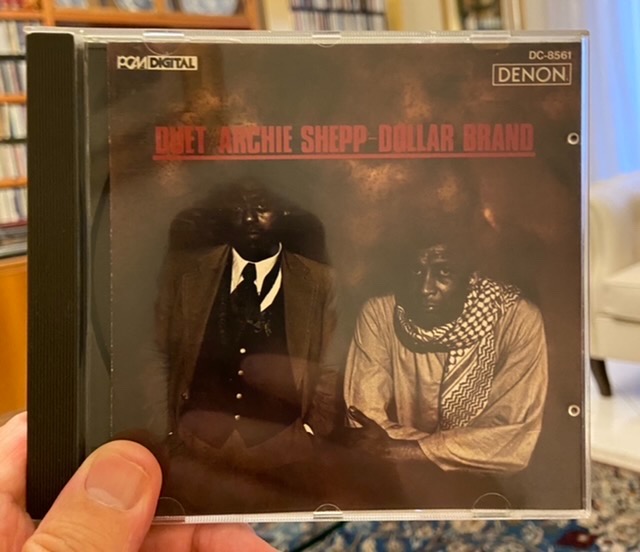 PCM DIGITAL
DC-8561
DENON
DUET ARCHIE SHEPP-DOLLAR BRAND